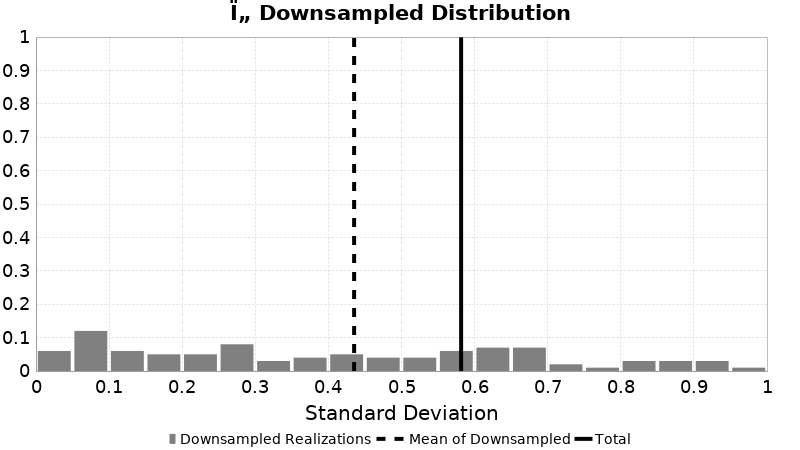 Ï„ Downsampled Distribution
1
0.9
0.8
0.7
0.6
0.5
0.4
0.3
0.2
0.1
0
0 0.1 0.2 0.3 0.4 0.5 0.6 0.7 0.8 0.9 1
Standard Deviation
Downsampled Realizations Mean of Downsampled Total